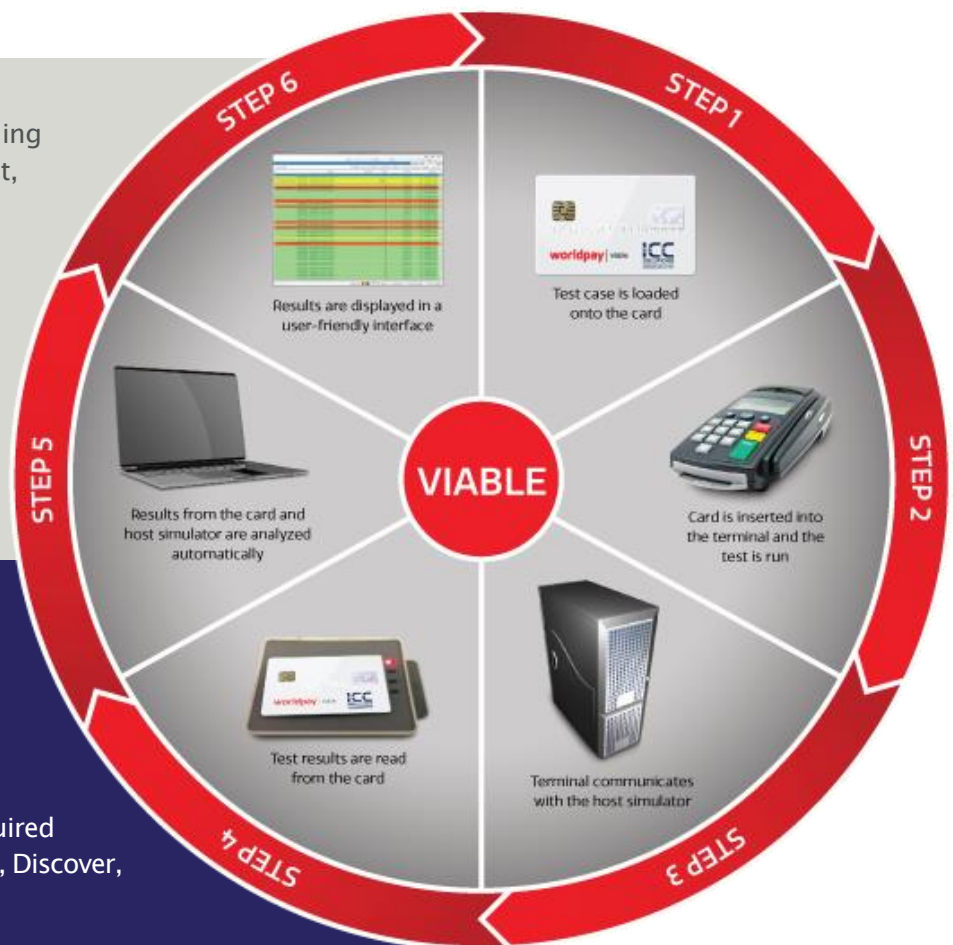 ing
t,
STEP 1
worldpay
ICC
Test case is loaded
onto the card
STEP 2
Card is inserted into
the terminal and the
test is run
STEP 3
Terminal communicates
with the host simulator
STEP 4
worldpay
ICC
Test results are read
from the card
STEP 5
Results from the card and
host simulator are analyzed
automatically
STEP 6
Results are displayed in a
user-friendly interface
VIABLE
uired
, Discover,